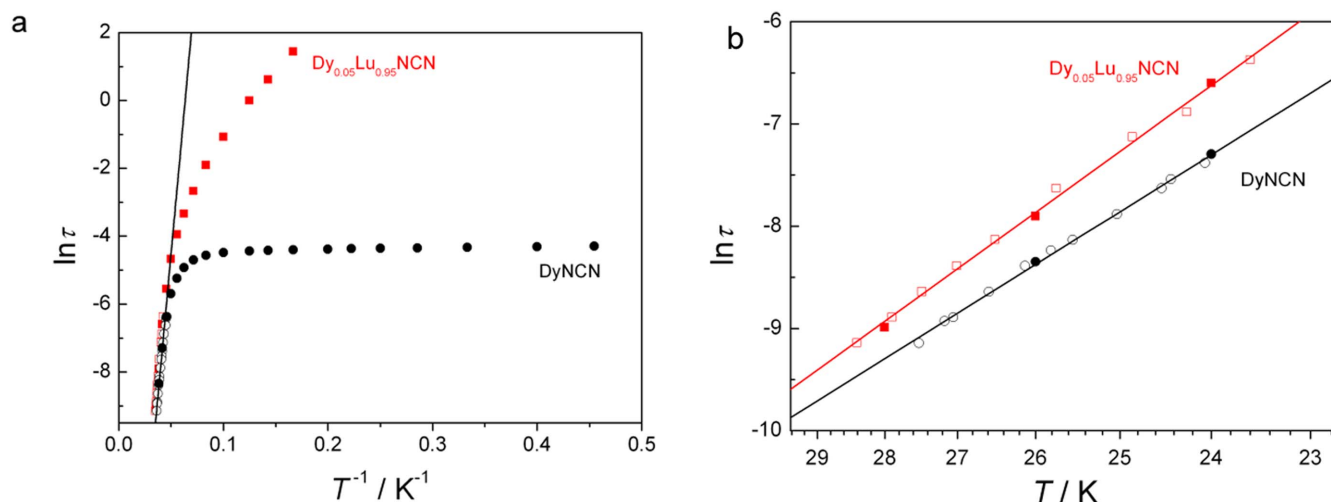 a
2
0
-2
-4
-6
-8
ln τ
0.0 0.1 0.2 0.3 0.4 0.5
T⁻¹ / K⁻¹
Dy₀.₀₅Lu₀.₉₅NCN
DyNCN
b
-6
-7
-8
-9
-10
ln τ
29 28 27 26 25 24 23
T / K
Dy₀.₀₅Lu₀.₉₅NCN
DyNCN